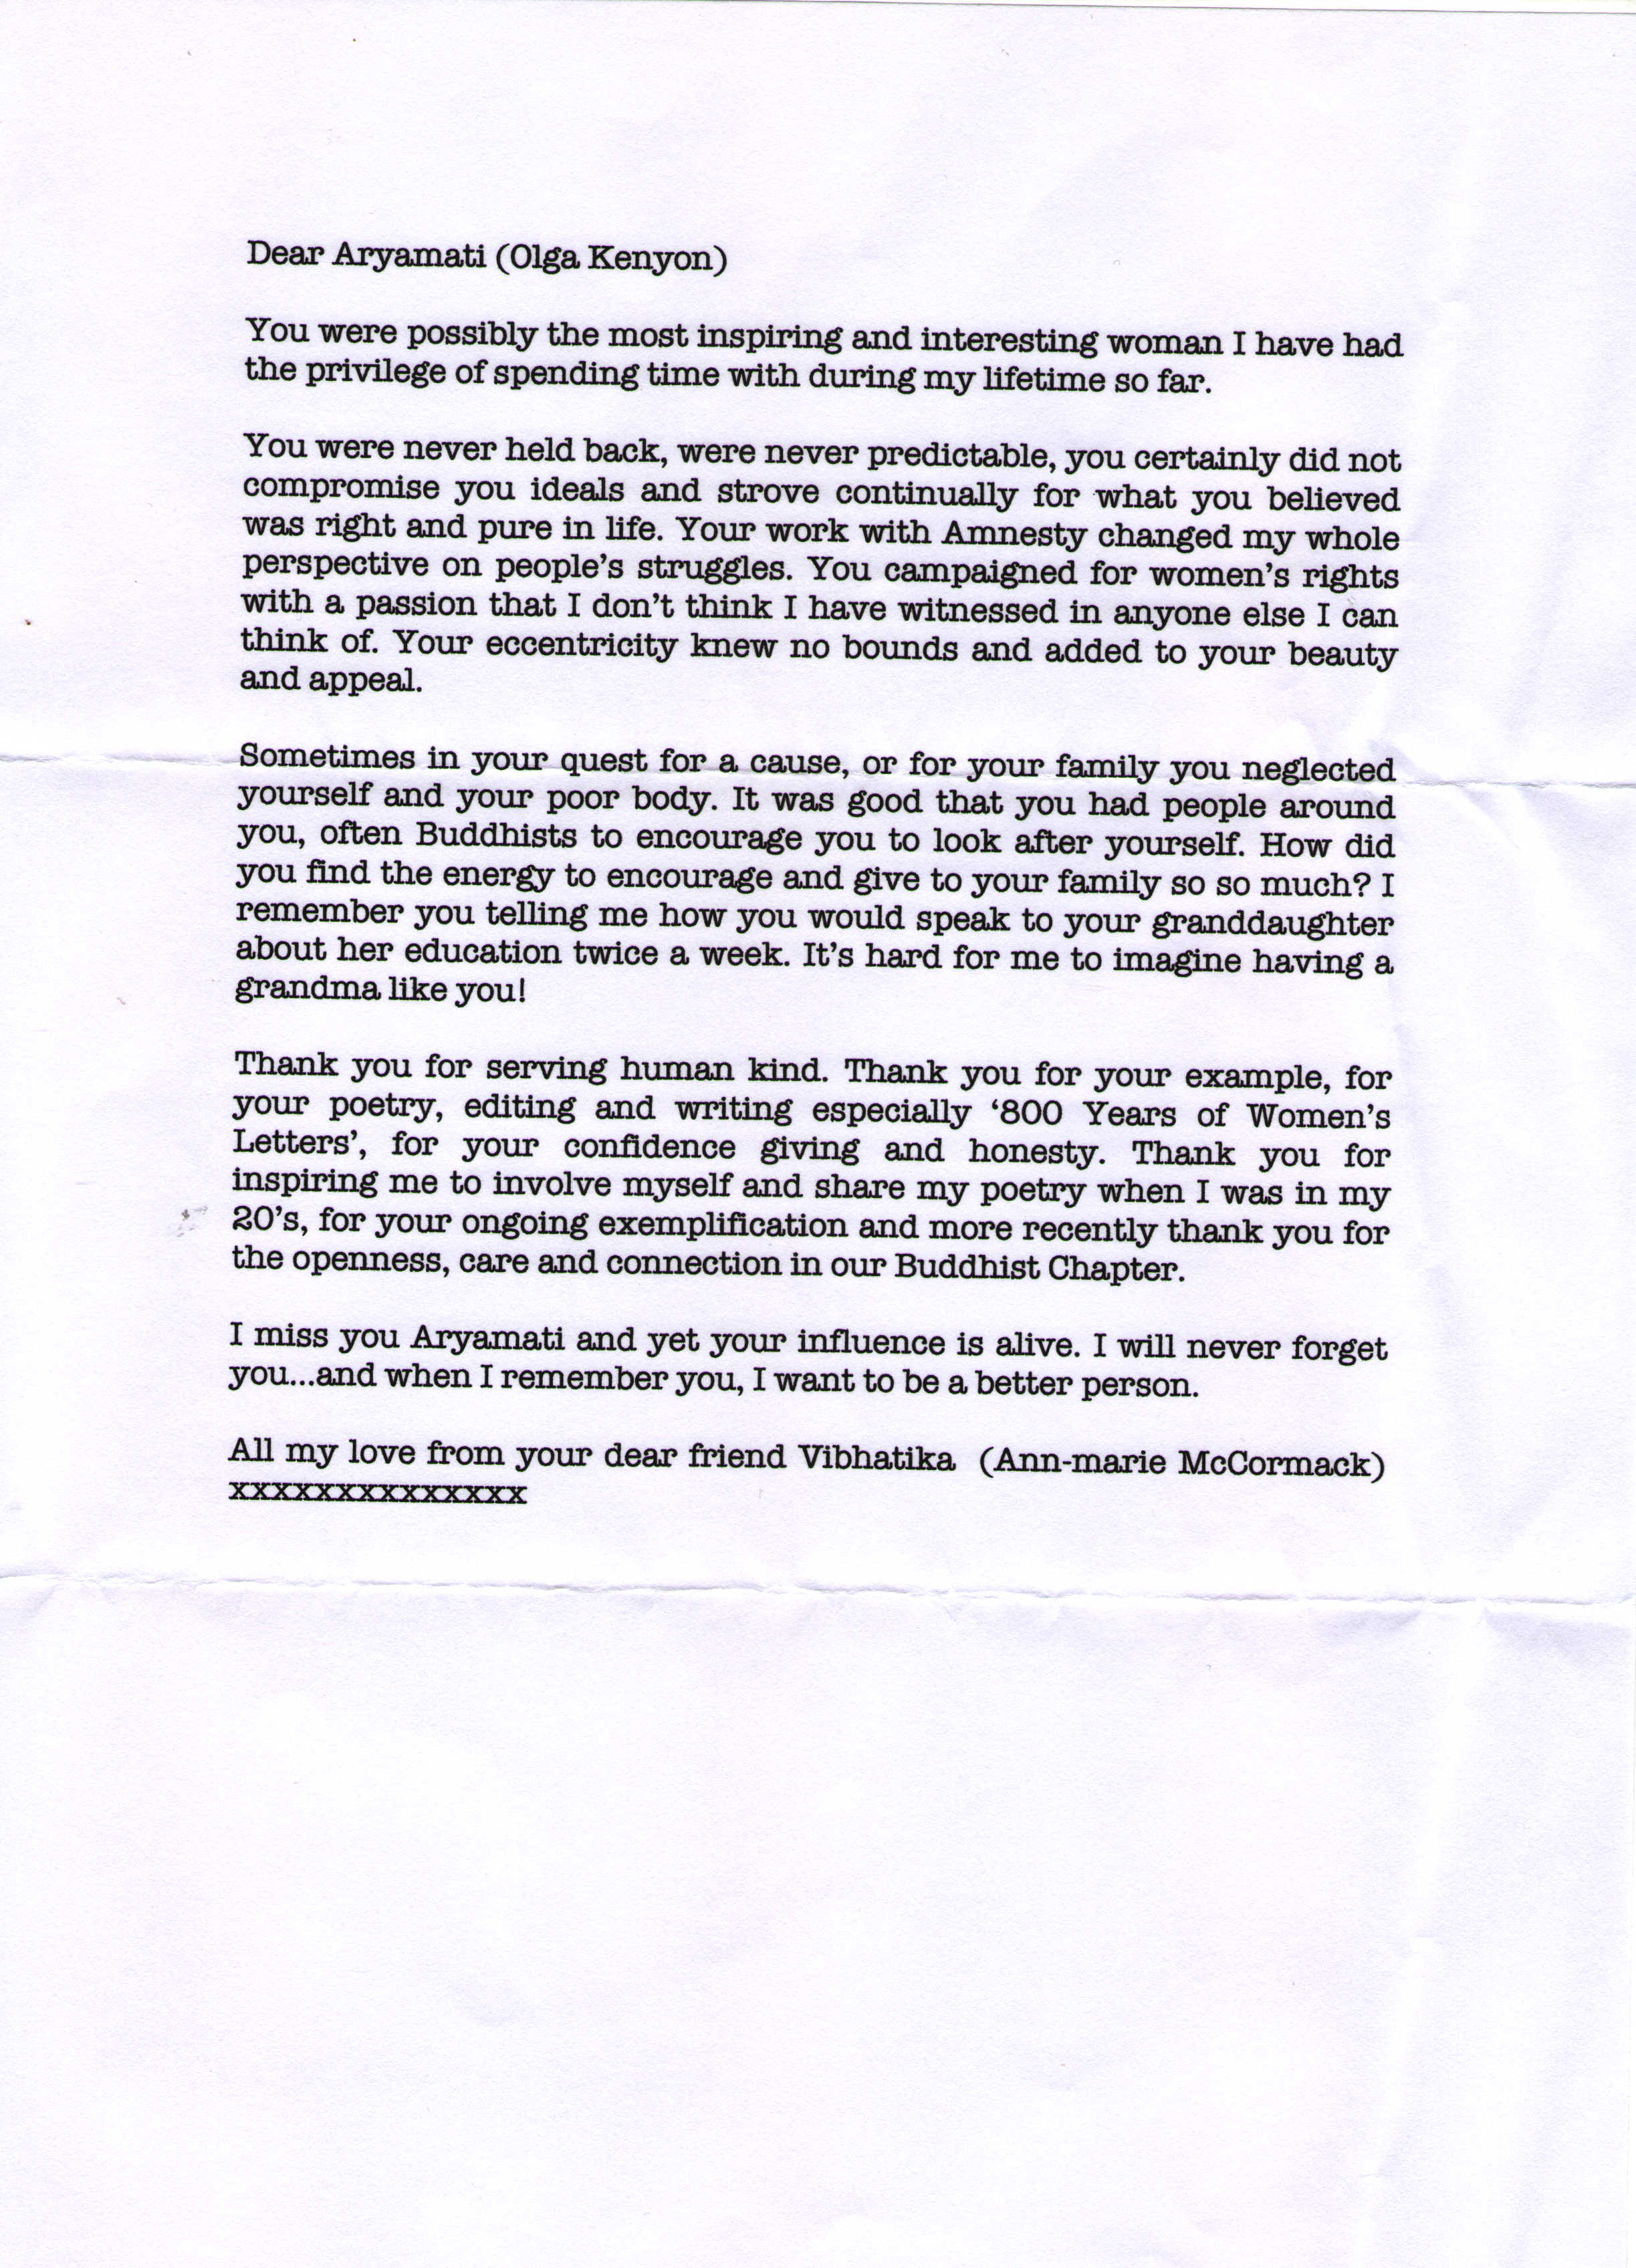 Dear Aryamati (Olga Kenyon)
You were possibly the most inspiring and interesting woman I have had
the privilege of spending time with during my lifetime so far.
You were never held back, were never predictable, you certainly did not
compromise you ideals and strove continually for what you believed
was right and pure in life. Your work with Amnesty changed my whole
perspective on people's struggles. You campaigned for women's rights
with a passion that I don't think I have witnessed in anyone else I can
think of. Your eccentricity knew no bounds and added to your beauty
and appeal.
Sometimes in your quest for a cause, or for your family you neglected
yourself and your poor body. It was good that you had people around
you, often Buddhists to encourage you to look after yourself. How did
you find the energy to encourage and give to your family so so much? I
remember you telling me how you would speak to your granddaughter
about her education twice a week. It's hard for me to imagine having a
grandma like you!
Thank you for serving human kind. Thank you for your example, for
your poetry, editing and writing especially ‘800 Years of Women's
Letters’, for your confidence giving and honesty. Thank you for
inspiring me to involve myself and share my poetry when I was in my
20's, for your ongoing exemplification and more recently thank you for
the openness, care and connection in our Buddhist Chapter.
I miss you Aryamati and yet your influence is alive. I will never forget
you...and when I remember you, I want to be a better person.
All my love from your dear friend Vibhatika (Ann-marie McCormack)
xxxxxxxxxxxxxx